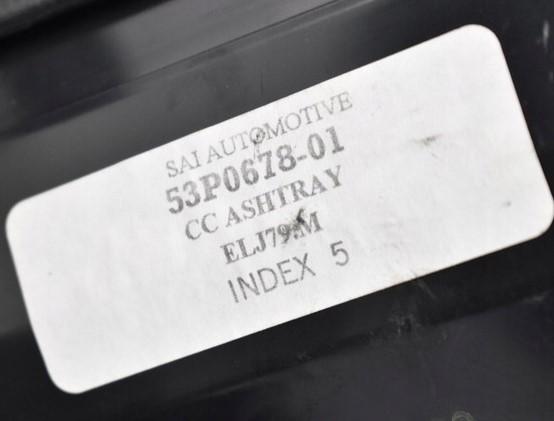 SAI AUTOMOTIVE
53P0678-01
CC ASHTRAY
INDEX 5